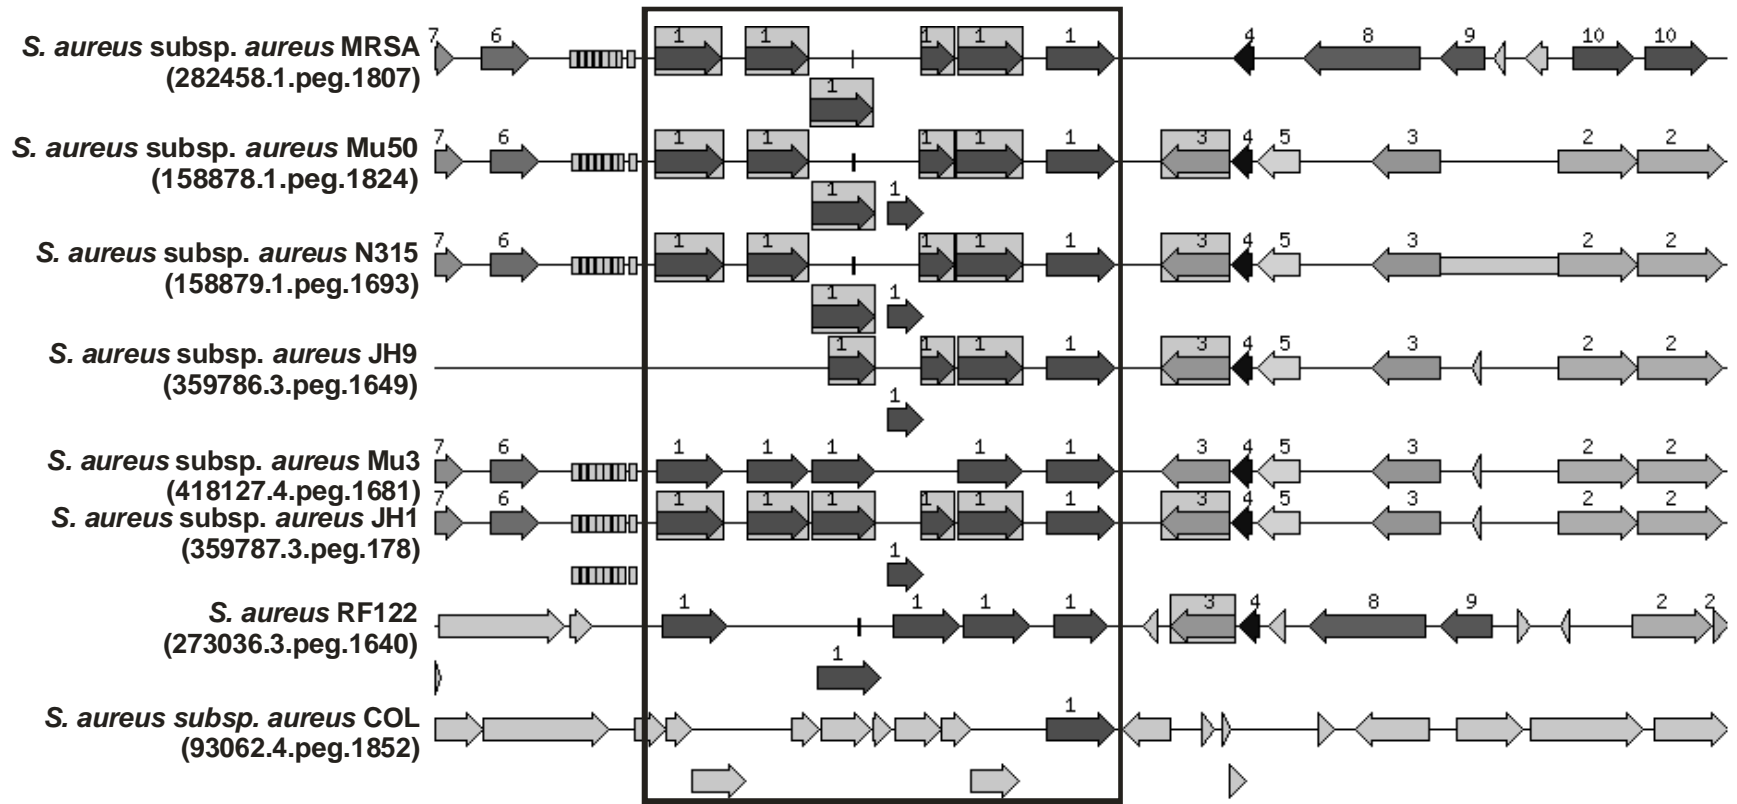 7 6 1 1 1 1 1 4 8 9 10 10
S. aureus subsp. aureus MRSA
(282458.1.peg.1807)
1
7 6 1 1 1 1 1 3 4 5 3 2 2
S. aureus subsp. aureus Mu50
(158878.1.peg.1824)
1 1
7 6 1 1 1 1 1 3 4 5 3 2 2
S. aureus subsp. aureus N315
(158879.1.peg.1693)
1 1
1 1 1 1 3 4 5 3 2 2
S. aureus subsp. aureus JH9
(359786.3.peg.1649)
1
7 6 1 1 1 1 1 3 4 5 3 2 2
S. aureus subsp. aureus Mu3
(418127.4.peg.1681)
7 6 1 1 1 1 1 1 3 4 5 3 2 2
S. aureus subsp. aureus JH1
(359787.3.peg.178)
1
1 1 1 1 3 4 8 9 2 2
S. aureus RF122
(273036.3.peg.1640)
1
1
S. aureus subsp. aureus COL
(93062.4.peg.1852)